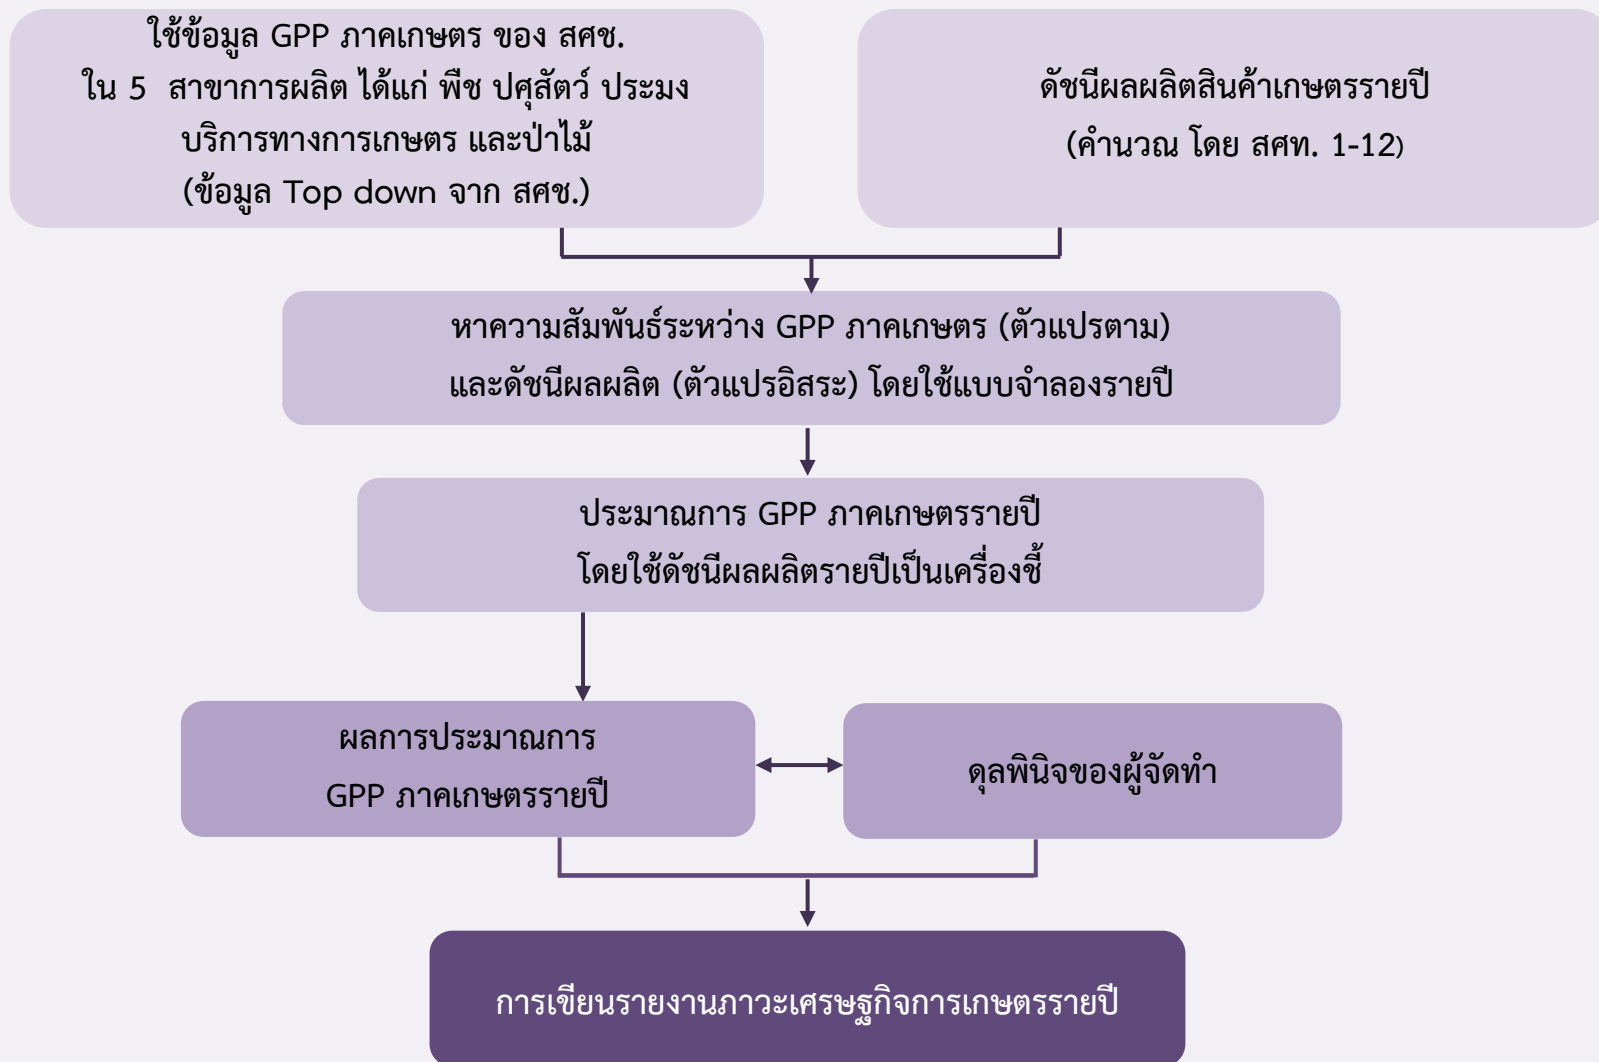 ใช้ข้อมูล GPP ภาคเกษตร ของ สศช.
ใน 5 สาขาการผลิต ได้แก่ พืช ปศุสัตว์ ประมง
บริการทางการเกษตร และป่าไม้
(ข้อมูล Top down จาก สศช.)
ดัชนีผลผลิตสินค้าเกษตรรายปี
(คำนวณ โดย สศท. 1-12)
หาความสัมพันธ์ระหว่าง GPP ภาคเกษตร (ตัวแปรตาม)
และดัชนีผลผลิต (ตัวแปรอิสระ) โดยใช้แบบจำลองรายปี
ประมาณการ GPP ภาคเกษตรรายปี
โดยใช้ดัชนีผลผลิตรายปีเป็นเครื่องชี้
ผลการประมาณการ
GPP ภาคเกษตรรายปี
ดุลพินิจของผู้จัดทำ
การเขียนรายงานภาวะเศรษฐกิจการเกษตรรายปี